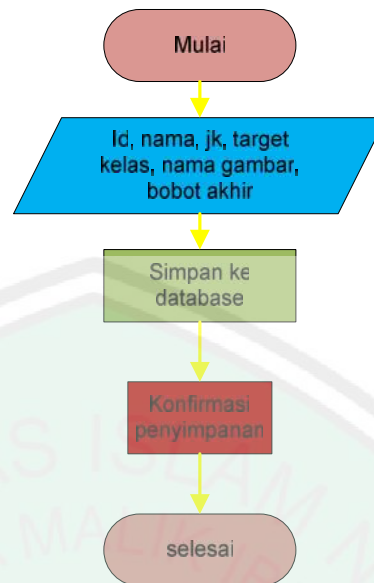 Mulai
Id, nama, jk, target
kelas, nama gambar,
bobot akhir
Simpan ke
database
Konfirmasi
penyimpanan
selesai